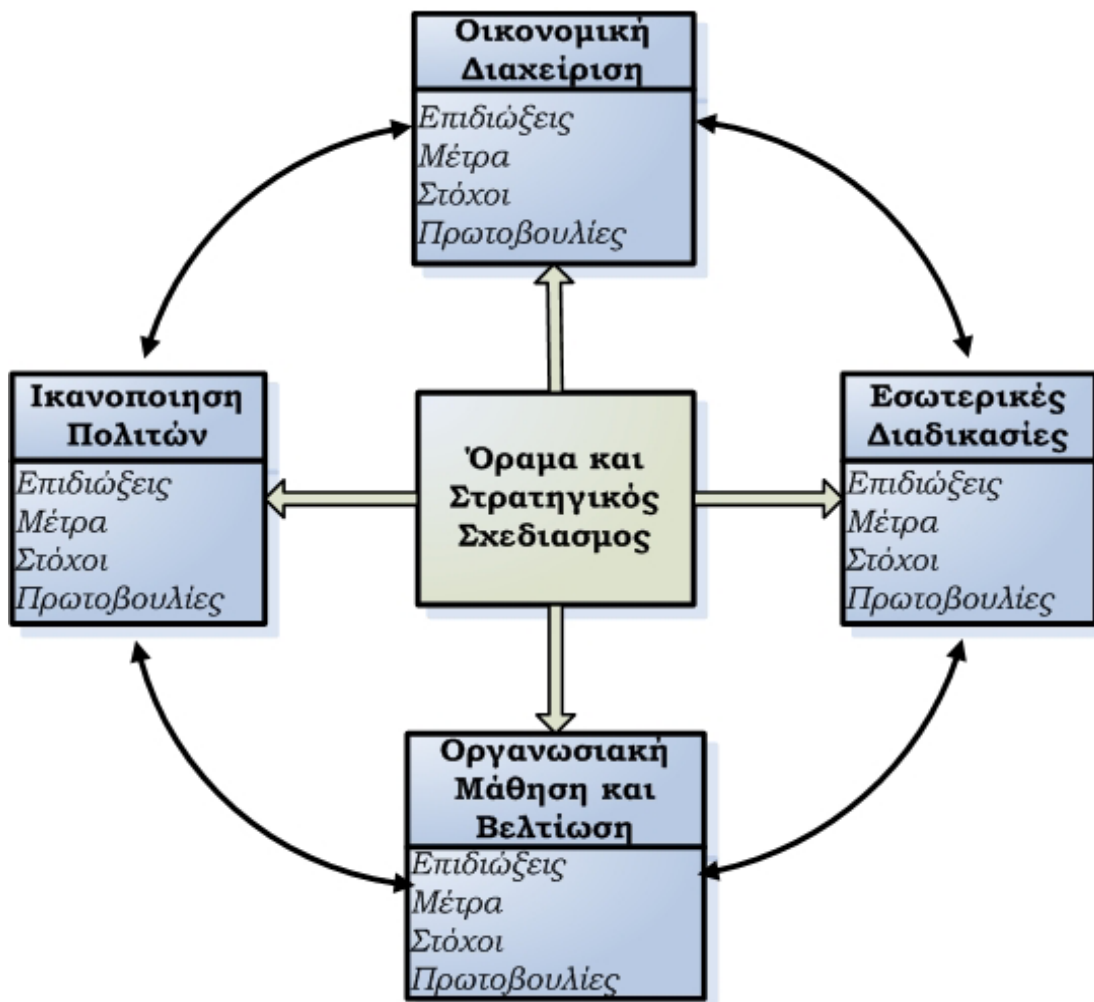 Οικονομική
Διαχείριση
Επιδιώξεις
Μέτρα
Στόχοι
Πρωτοβουλίες
Ικανοποιηση
Πολιτών
Επιδιώξεις
Μέτρα
Στόχοι
Πρωτοβουλίες
Όραμα και
Στρατηγικός
Σχεδιασμος
Εσωτερικές
Διαδικασίες
Επιδιώξεις
Μέτρα
Στόχοι
Πρωτοβουλίες
Οργανωσιακή
Μάθηση και
Βελτίωση
Επιδιώξεις
Μέτρα
Στόχοι
Πρωτοβουλίες